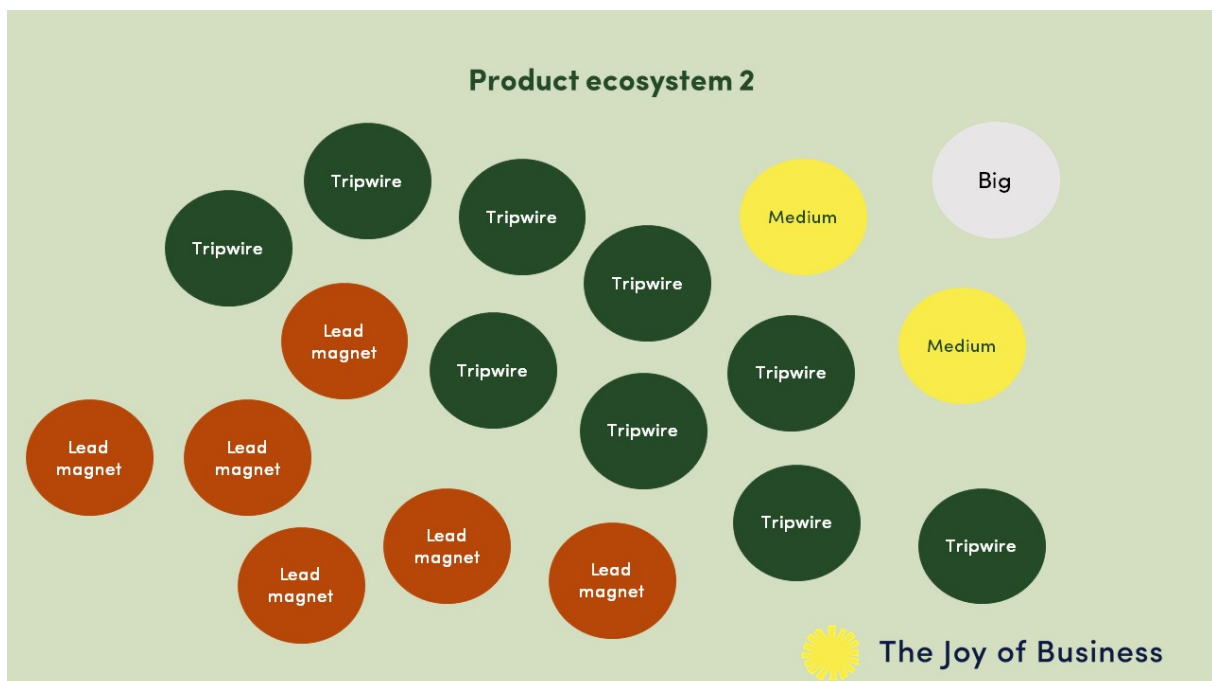 Product ecosystem 2
Tripwire
Tripwire
Tripwire
Tripwire
Medium
Big
Lead
magnet
Tripwire
Tripwire
Tripwire
Medium
Lead
magnet
Lead
magnet
Lead
magnet
Lead
magnet
Lead
magnet
Tripwire
Tripwire
The Joy of Business